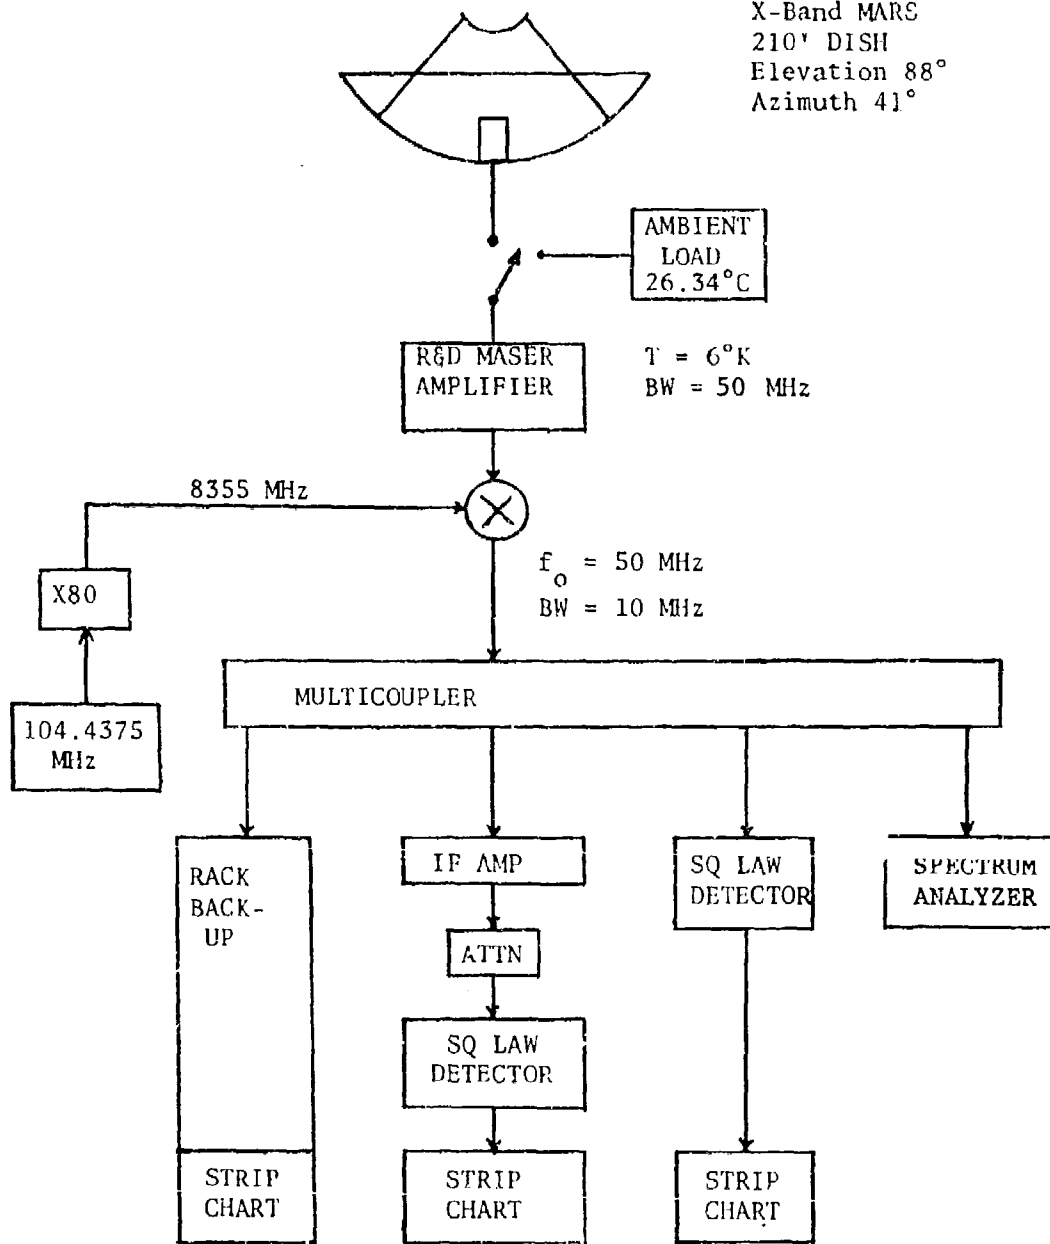 X-Band MARS
210' DISH
Elevation 88°
Azimuth 41°
AMBIENT
LOAD
26.34°C
R&D MASER
AMPLIFIER
T = 6°K
BW = 50 MHz
8355 MHz
f_o = 50 MHz
BW = 10 MHz
X80
104.4375
MHz
MULTICOUPLER
RACK
BACK-
UP
STRIP
CHART
IF AMP
ATTN
SQ LAW
DETECTOR
STRIP
CHART
SQ LAW
DETECTOR
STRIP
CHART
SPECTRUM
ANALYZER